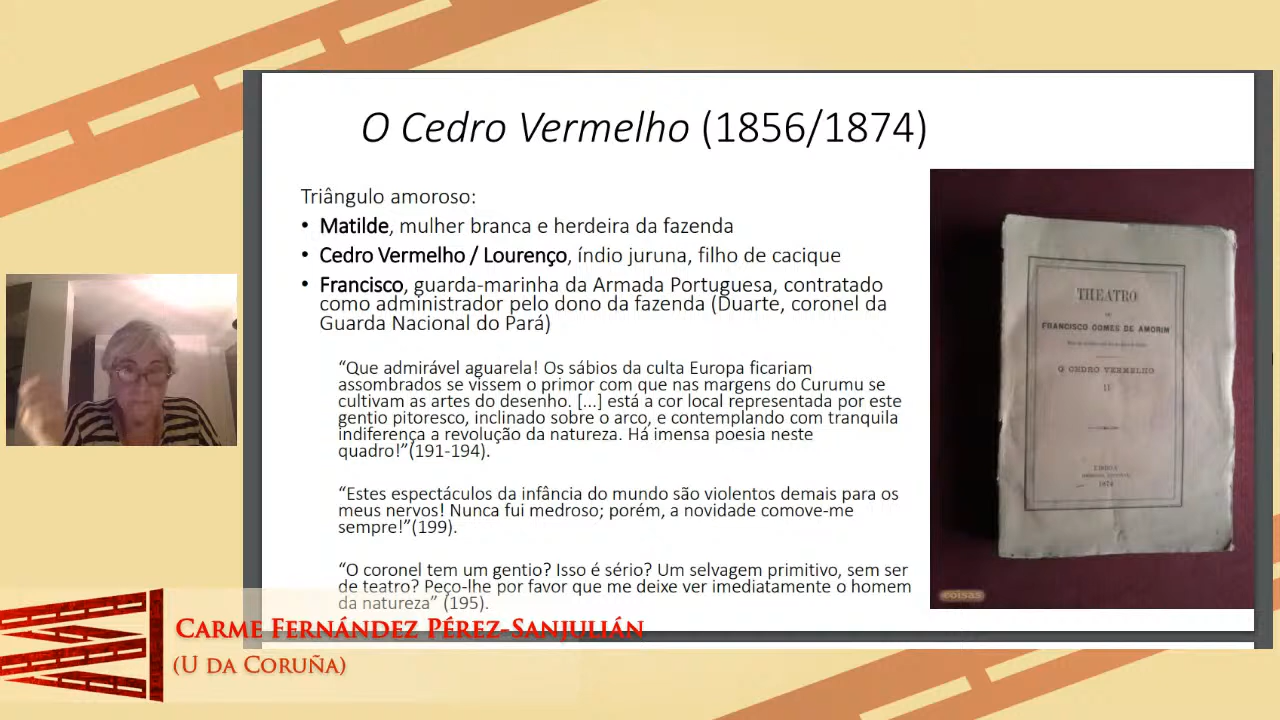 O Cedro Vermelho (1856/1874)
Triângulo amoroso:
• Matilde, mulher branca e herdeira da fazenda
• Cedro Vermelho / Lourenço, índio juruna, filho de cacique
• Francisco, guarda-marinha da Armada Portuguesa, contratado
como administrador pelo dono da fazenda (Duarte, coronel da
Guarda Nacional do Pará)
“Que admirável aguarela! Os sábios da culta Europa ficariam
assombrados se vissem o primor com que nas margens do Curumu se
cultivam as artes do desenho. [...] está a cor local representada por este
gentio pitoresco, inclinado sobre o arco, e contemplando com tranquila
indiferença a revolução da natureza. Há imensa poesia neste
quadro!”(191-194).
“Estes espectáculos da infância do mundo são violentos demais para os
meus nervos! Nunca fui medroso; porém, a novidade comove-me
sempre!”(199).
“O coronel tem um gentio? Isso é sério? Um selvagem primitivo, sem ser
de teatro? Peço-lhe por favor que me deixe ver imediatamente o homem
da natureza” (195).
THEATRO
DE
FRANCISCO GOMES DE AMORIM
O CEDRO VERMELHO
II
LISBOA
1874
coisas
Carme Fernández Pérez-Sanjulián
(U da Coruña)